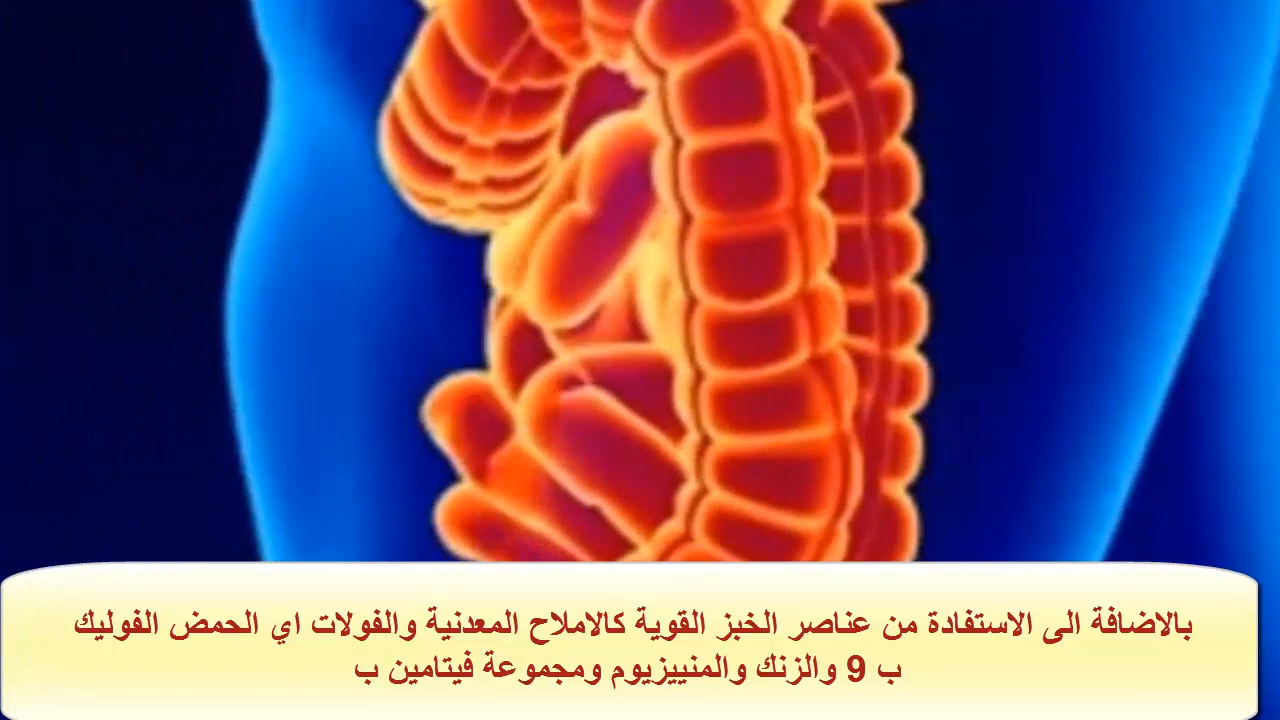 بالاضافة الى الاستفادة من عناصر الخبز القوية كالاملاح المعدنية والفولات اي الحمض الفوليك
ب 9 والزنك والمنييزيوم ومجموعة فيتامين ب